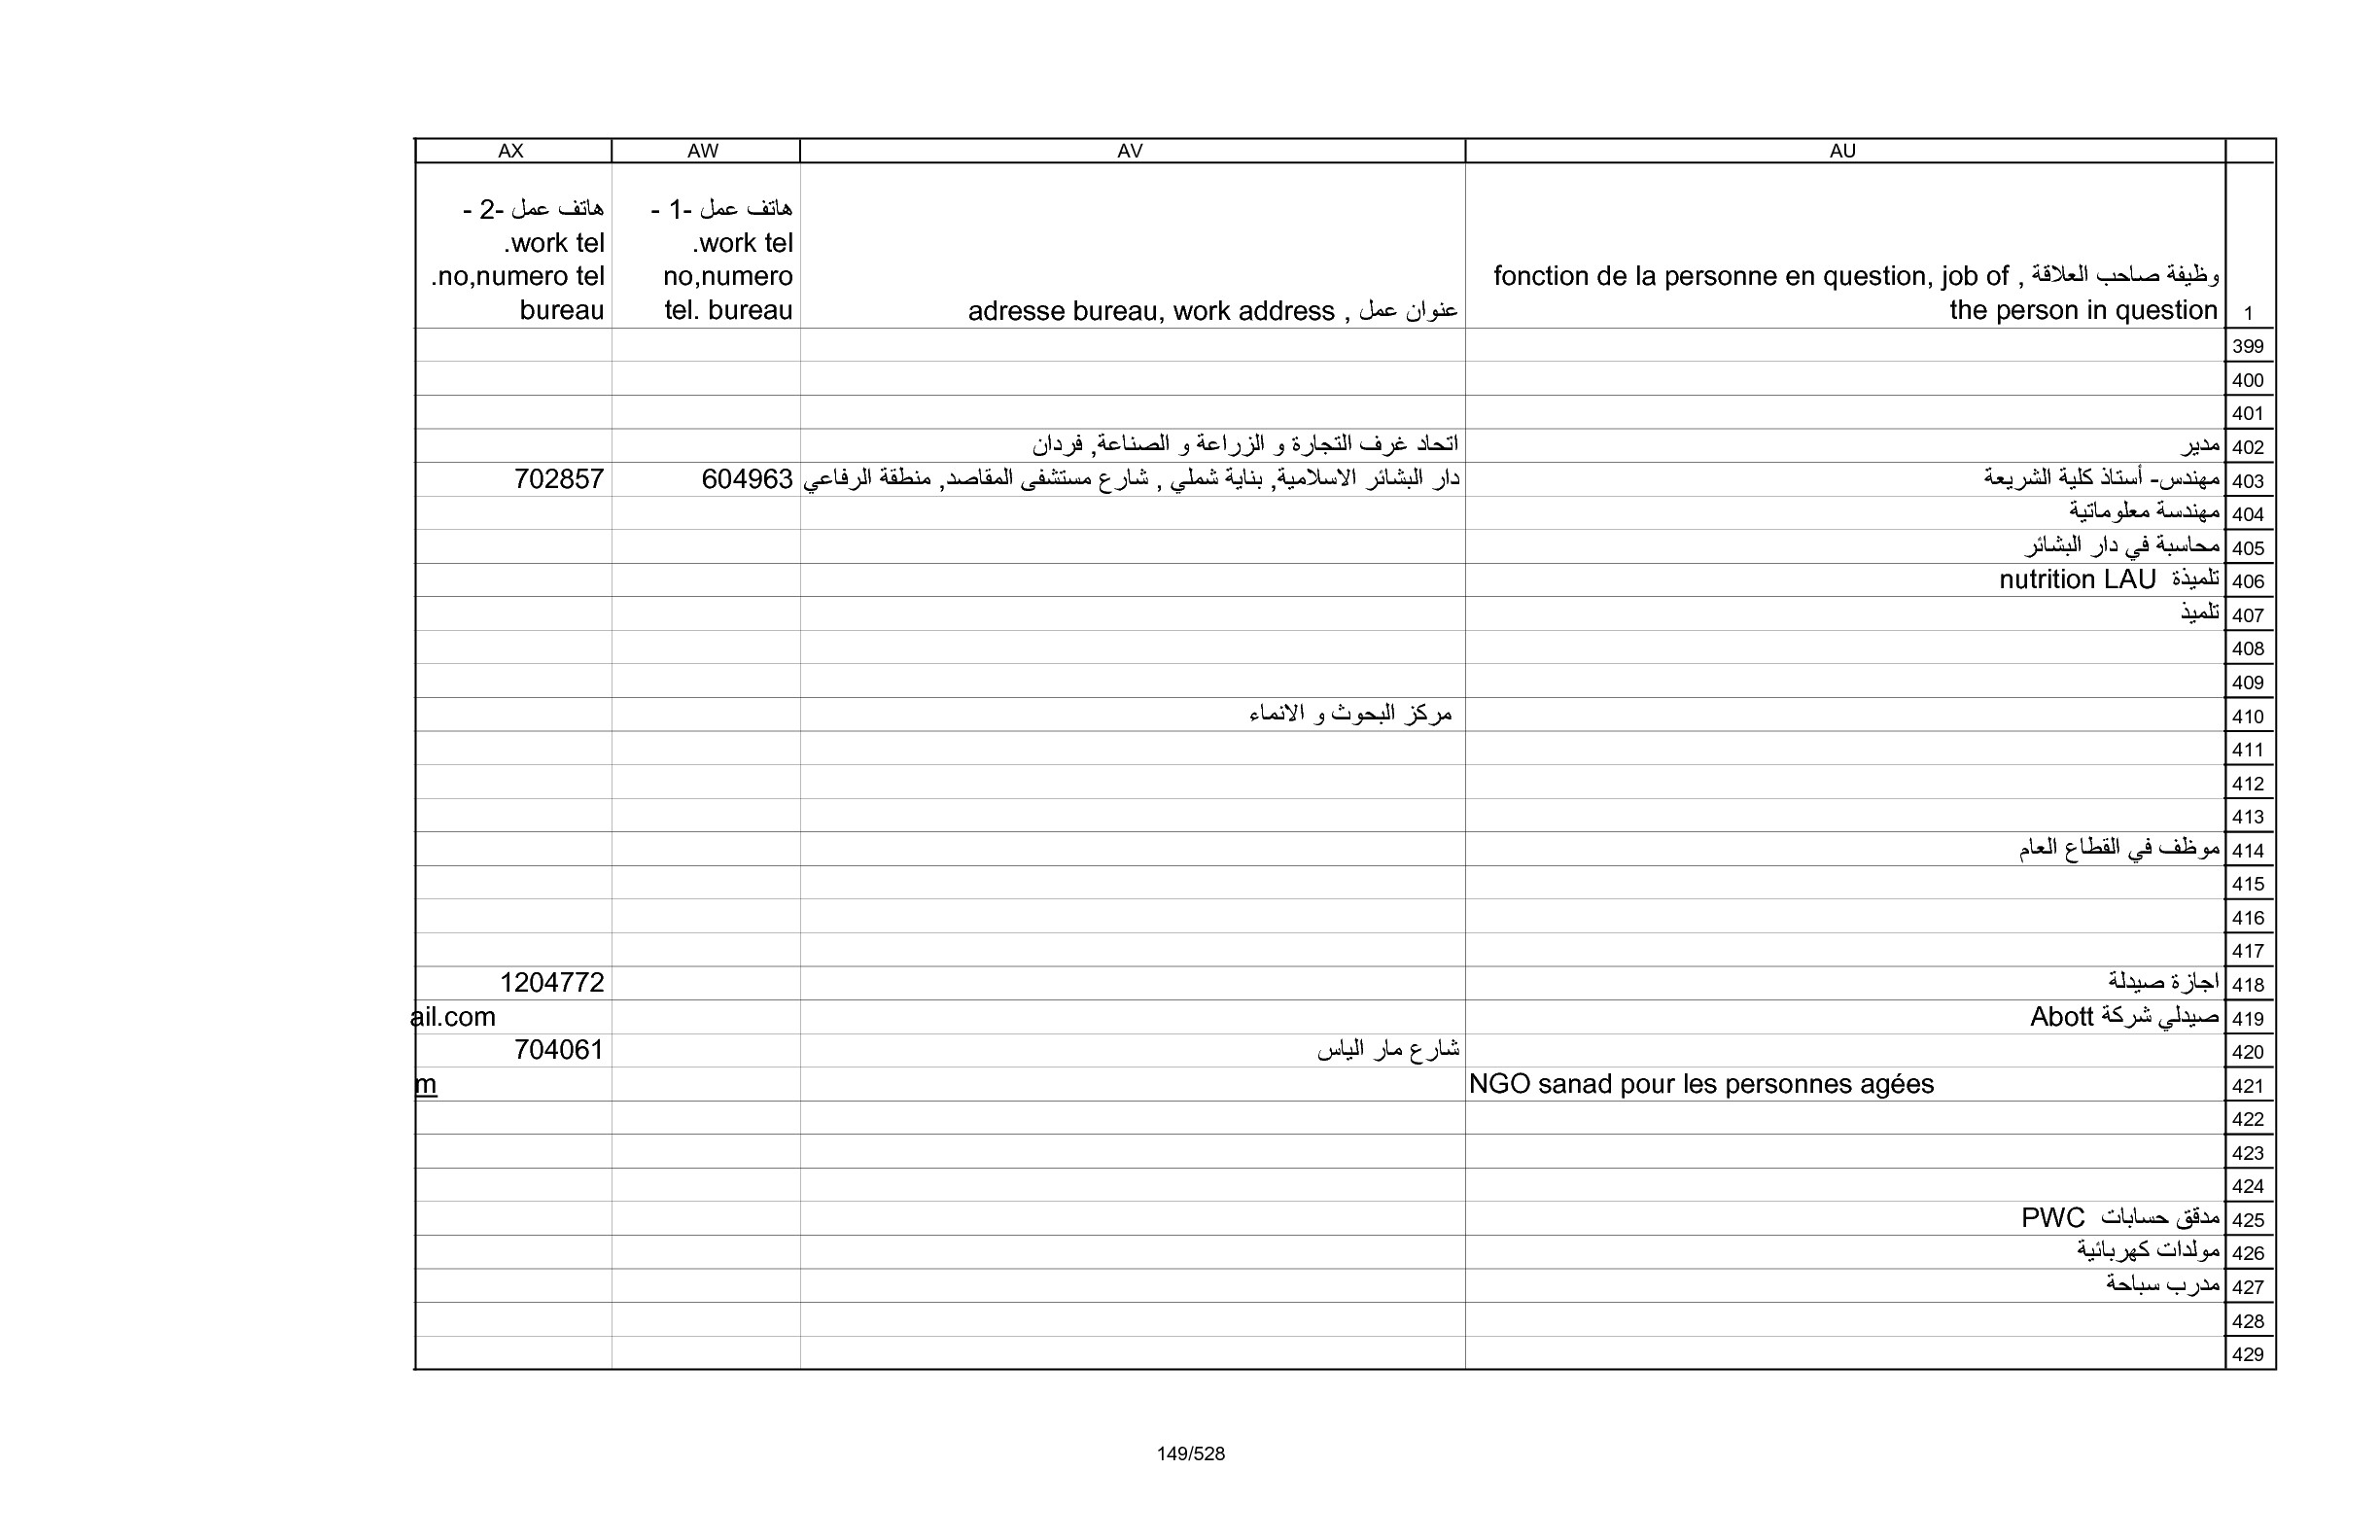 AU AV AW AX
1 وظيفة صاحب العلاقة , fonction de la personne en question, job of the person in question
عنوان عمل , adresse bureau, work address
هاتف عمل -1 -
work tel.
no,numero
tel. bureau
هاتف عمل -2 -
work tel.
no,numero tel.
bureau
399
400
401
402 مدير اتحاد غرف التجارة و الزراعة و الصناعة, فردان
403 مهندس- أستاذ كلية الشريعة دار البشائر الاسلامية, بناية شملي , شارع مستشفى المقاصد, منطقة الرفاعي 604963 702857
404 مهندسة معلوماتية
405 محاسبة في دار البشائر
406 تلميذة nutrition LAU
407 تلميذ
408
409
410 مركز البحوث و الانماء
411
412
413
414 موظف في القطاع العام
415
416
417
418 اجازة صيدلة 1204772
419 صيدلي شركة Abott ail.com
420 شارع مار الياس 704061
421 NGO sanad pour les personnes agées m
422
423
424
425 مدقق حسابات PWC
426 مولدات كهربائية
427 مدرب سباحة
428
429
149/528